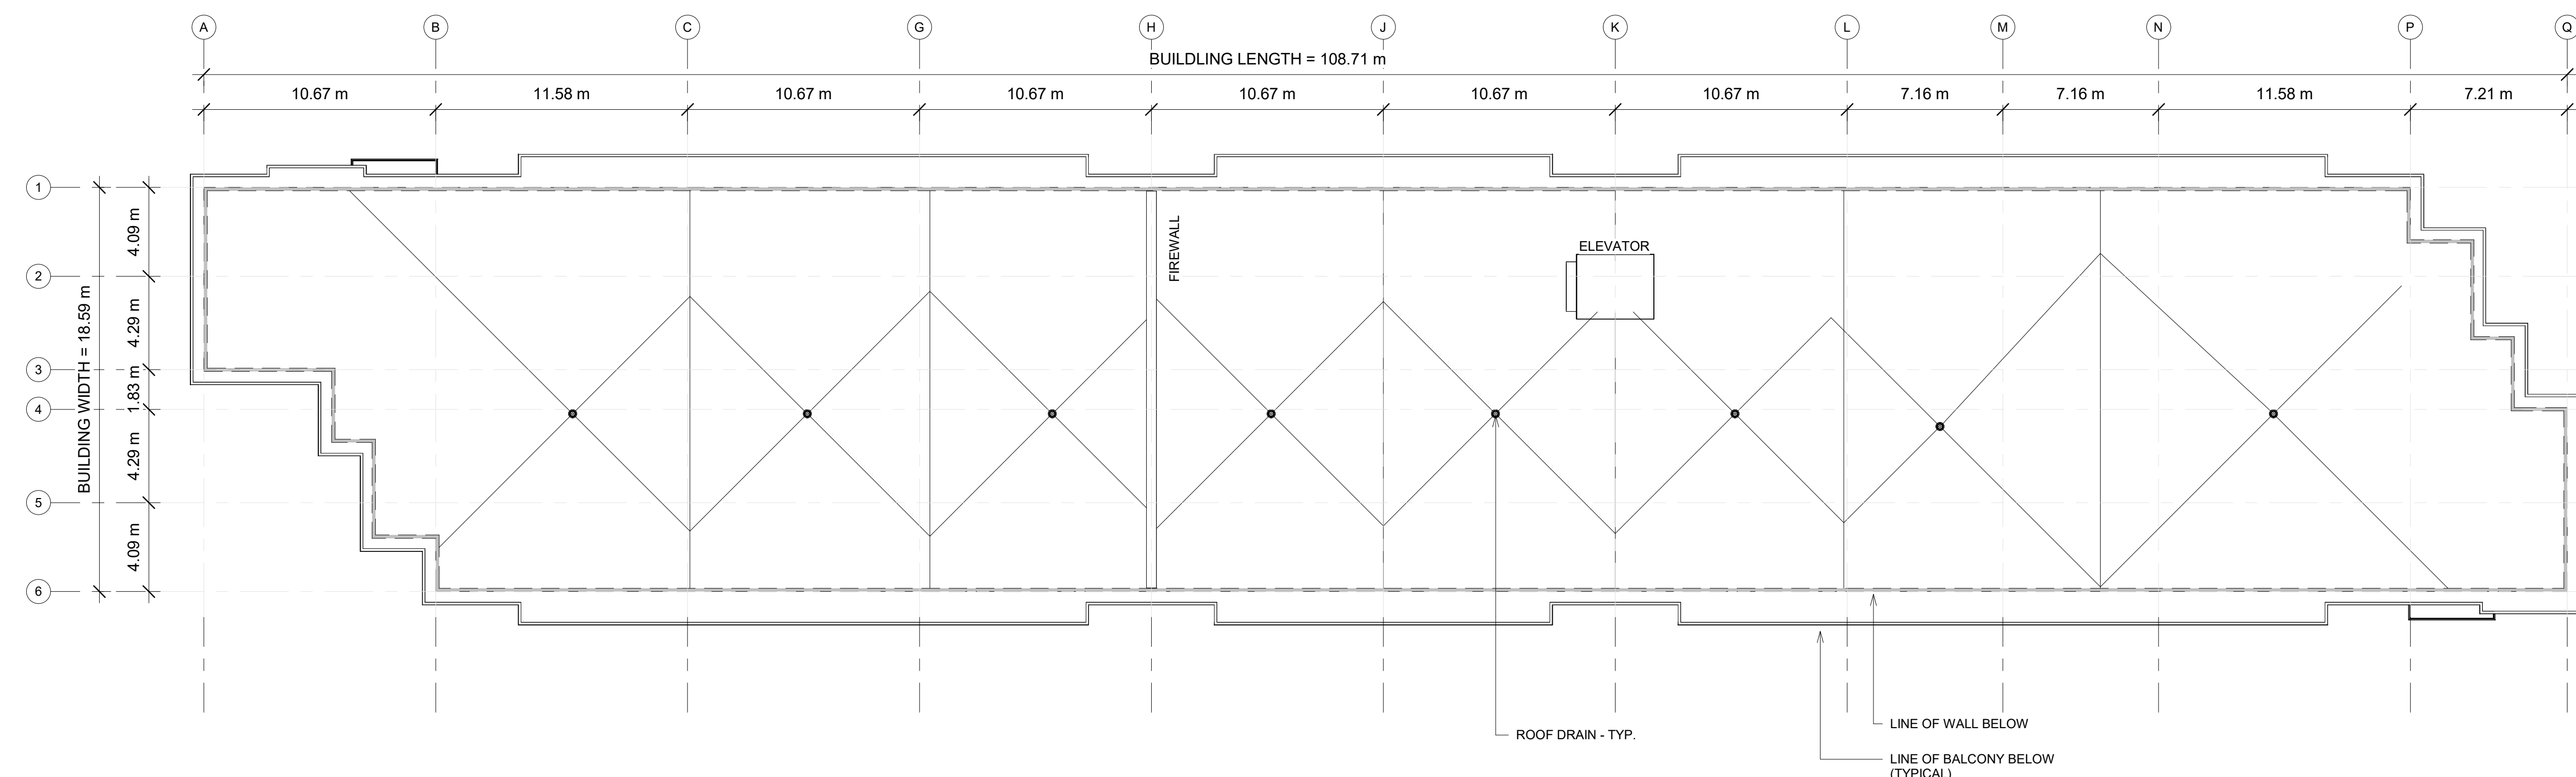 A B C G H J K L M N P Q
BUILDLING LENGTH = 108.71 m
10.67 m 11.58 m 10.67 m 10.67 m 10.67 m 10.67 m 10.67 m 7.16 m 7.16 m 11.58 m 7.21 m
1
2
3
4
5
6
BUILDING WIDTH = 18.59 m
4.09 m
4.29 m
1.83 m
4.29 m
4.09 m
FIREWALL
ELEVATOR
ROOF DRAIN - TYP.
LINE OF WALL BELOW
LINE OF BALCONY BELOW
(TYPICAL)